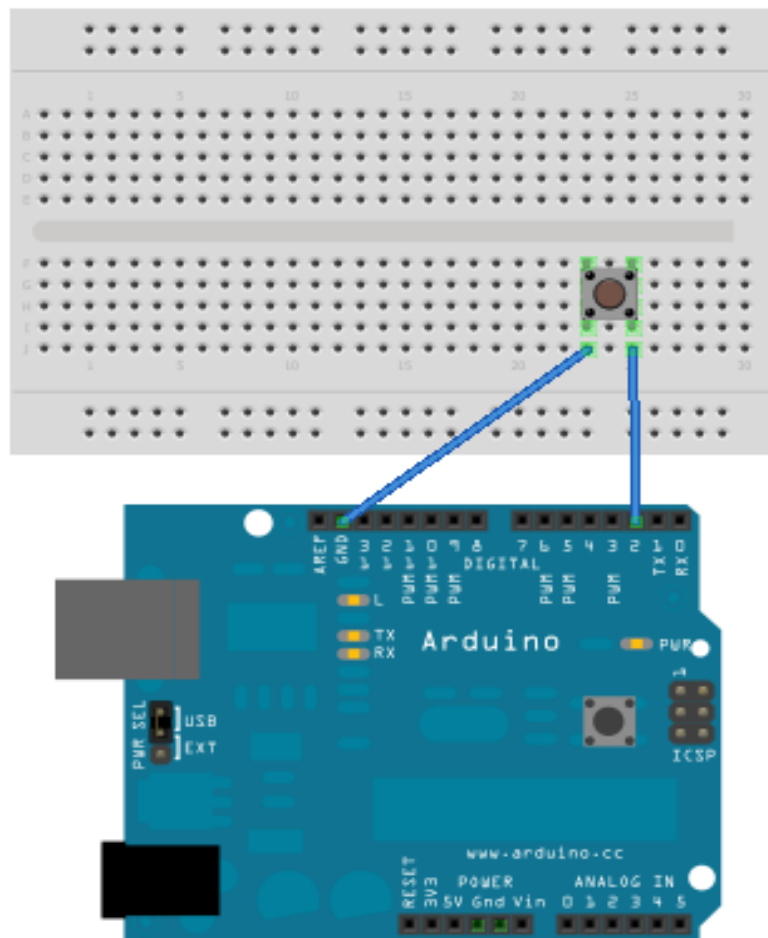 1 5 10 15 20 25 30
A
B
C
D
E
F
G
H
I
J
1 5 10 15 20 25 30
AREF GND 13 12 11 10 9 8 7 6 5 4 3 2 1 0
PWM PWM PWM PWM PWM PWM TX RX
DIGITAL
L
TX
RX
Arduino
PWR
1
PWR SEL
USB
EXT
ICSP
www.arduino.cc
POWER ANALOG IN
RESET 3V3 5V Gnd Vin 0 1 2 3 4 5